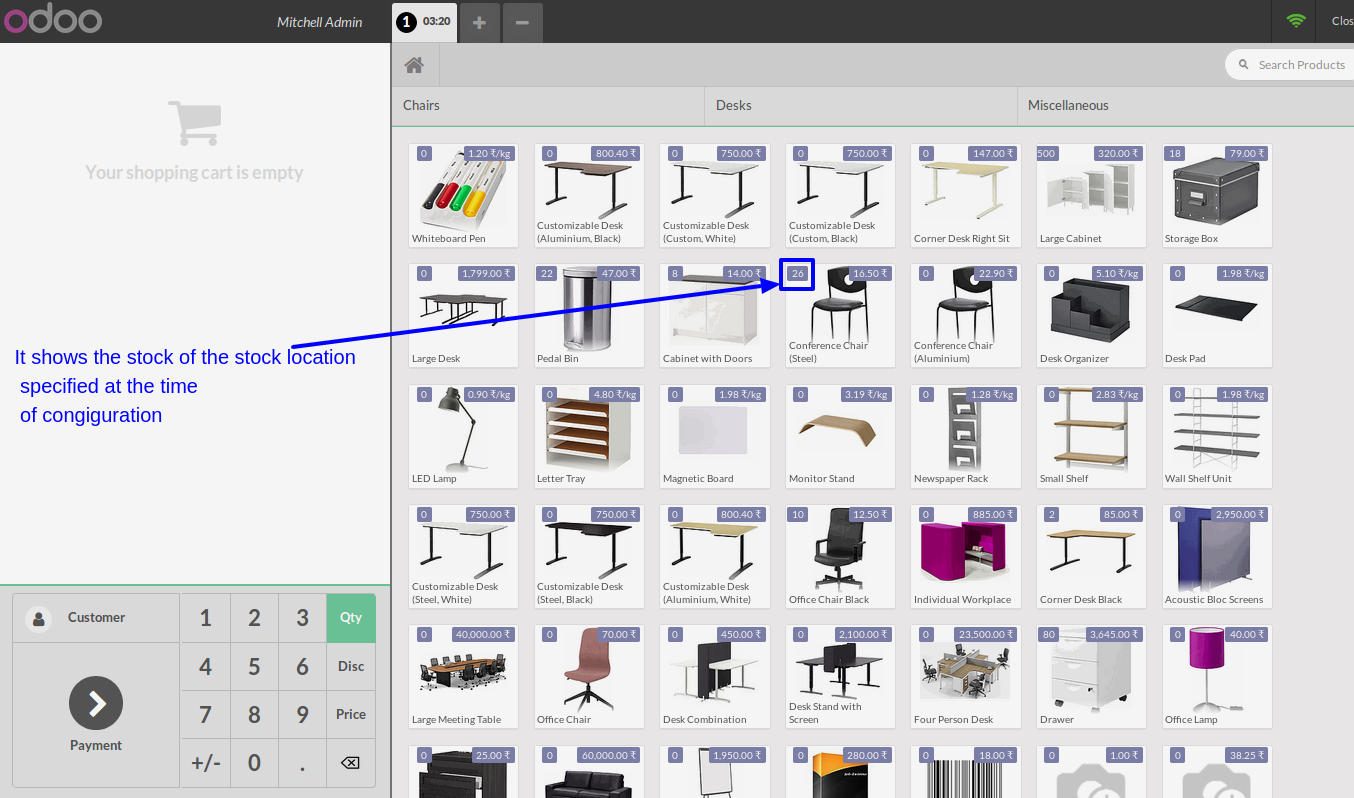 odoo
Mitchell Admin
1 03:20
Clos
Search Products
Your shopping cart is empty
Chairs
Desks
Miscellaneous
0 1.20 ₹/kg
Whiteboard Pen
0 800.40 ₹
Customizable Desk
(Aluminium, Black)
0 750.00 ₹
Customizable Desk
(Custom, White)
0 750.00 ₹
Customizable Desk
(Custom, Black)
0 147.00 ₹
Corner Desk Right Sit
500 320.00 ₹
Large Cabinet
18 79.00 ₹
Storage Box
0 1,799.00 ₹
Large Desk
22 47.00 ₹
Pedal Bin
8 14.00 ₹
Cabinet with Doors
26 16.50 ₹
Conference Chair
(Steel)
0 22.90 ₹
Conference Chair
(Aluminium)
0 5.10 ₹/kg
Desk Organizer
0 1.98 ₹/kg
Desk Pad
It shows the stock of the stock location
specified at the time
of congiguration
0 0.90 ₹/kg
LED Lamp
0 4.80 ₹/kg
Letter Tray
0 1.98 ₹/kg
Magnetic Board
0 3.19 ₹/kg
Monitor Stand
0 1.28 ₹/kg
Newspaper Rack
0 2.83 ₹/kg
Small Shelf
0 1.98 ₹/kg
Wall Shelf Unit
0 750.00 ₹
Customizable Desk
(Steel, White)
0 750.00 ₹
Customizable Desk
(Steel, Black)
0 800.40 ₹
Customizable Desk
(Aluminium, White)
10 12.50 ₹
Office Chair Black
0 885.00 ₹
Individual Workplace
2 85.00 ₹
Corner Desk Black
0 2,950.00 ₹
Acoustic Bloc Screens
0 40,000.00 ₹
Large Meeting Table
0 70.00 ₹
Office Chair
0 450.00 ₹
Desk Combination
0 2,100.00 ₹
Desk Stand with
Screen
0 23,500.00 ₹
Four Person Desk
80 3,645.00 ₹
Drawer
0 40.00 ₹
Office Lamp
0 25.00 ₹
0 60,000.00 ₹
0 1,950.00 ₹
0 280.00 ₹
0 18.00 ₹
0 1.00 ₹
0 38.25 ₹
Customer
Payment
1 2 3 Qty
4 5 6 Disc
7 8 9 Price
+/- 0 .